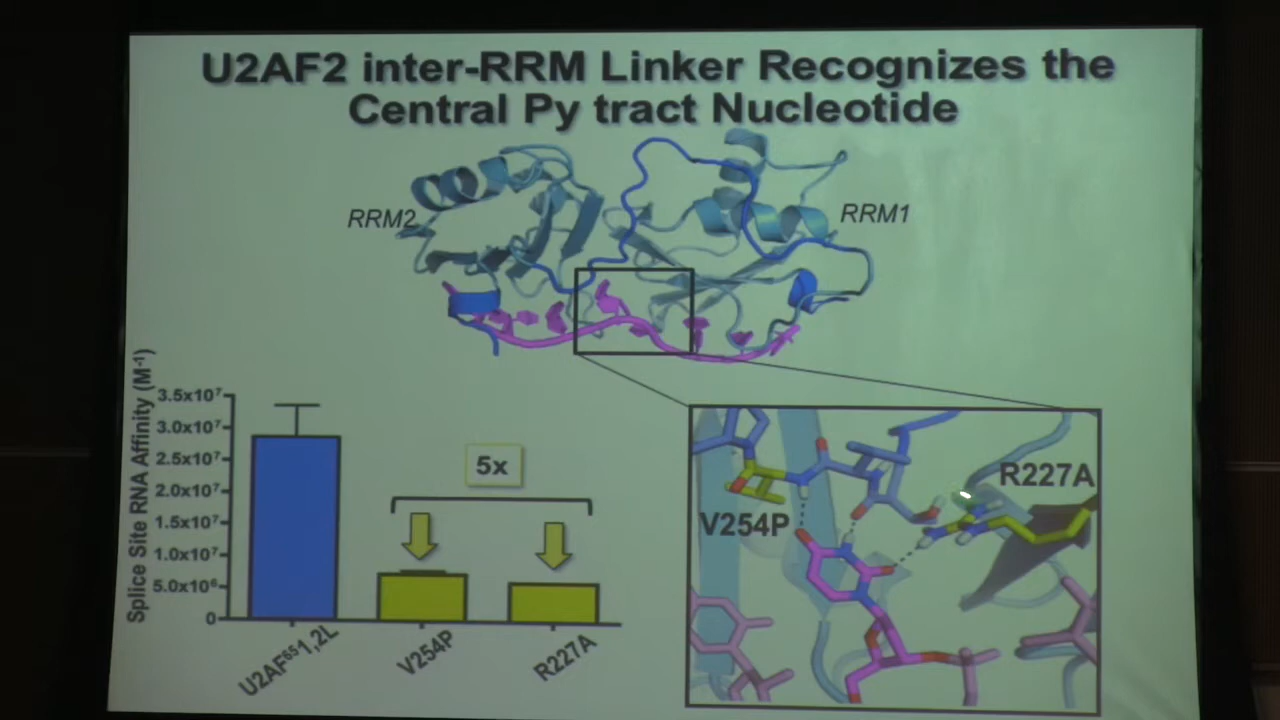 U2AF2 inter-RRM Linker Recognizes the
Central Py tract Nucleotide
RRM2
RRM1
Splice Site RNA Affinity (M⁻¹)
3.5x10⁷
3.0x10⁷
2.5x10⁷
2.0x10⁷
1.5x10⁷
1.0x10⁷
5.0x10⁶
0
5x
U2AF⁶⁵1,2L
V254P
R227A
V254P
R227A